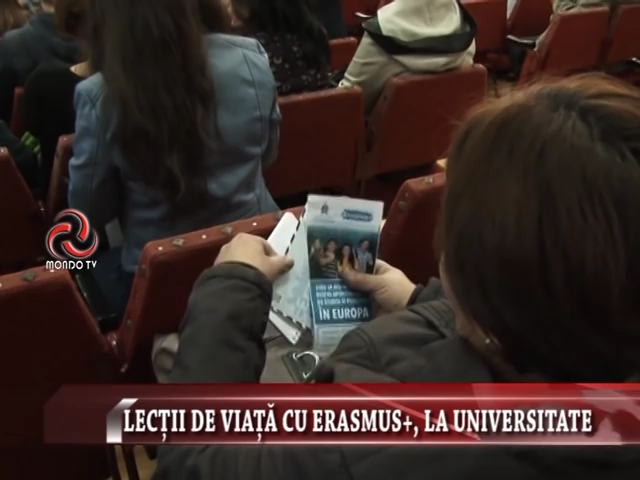 MONDO TV
ÎN EUROPA
LECȚII DE VIAȚĂ CU ERASMUS+, LA UNIVERSITATE